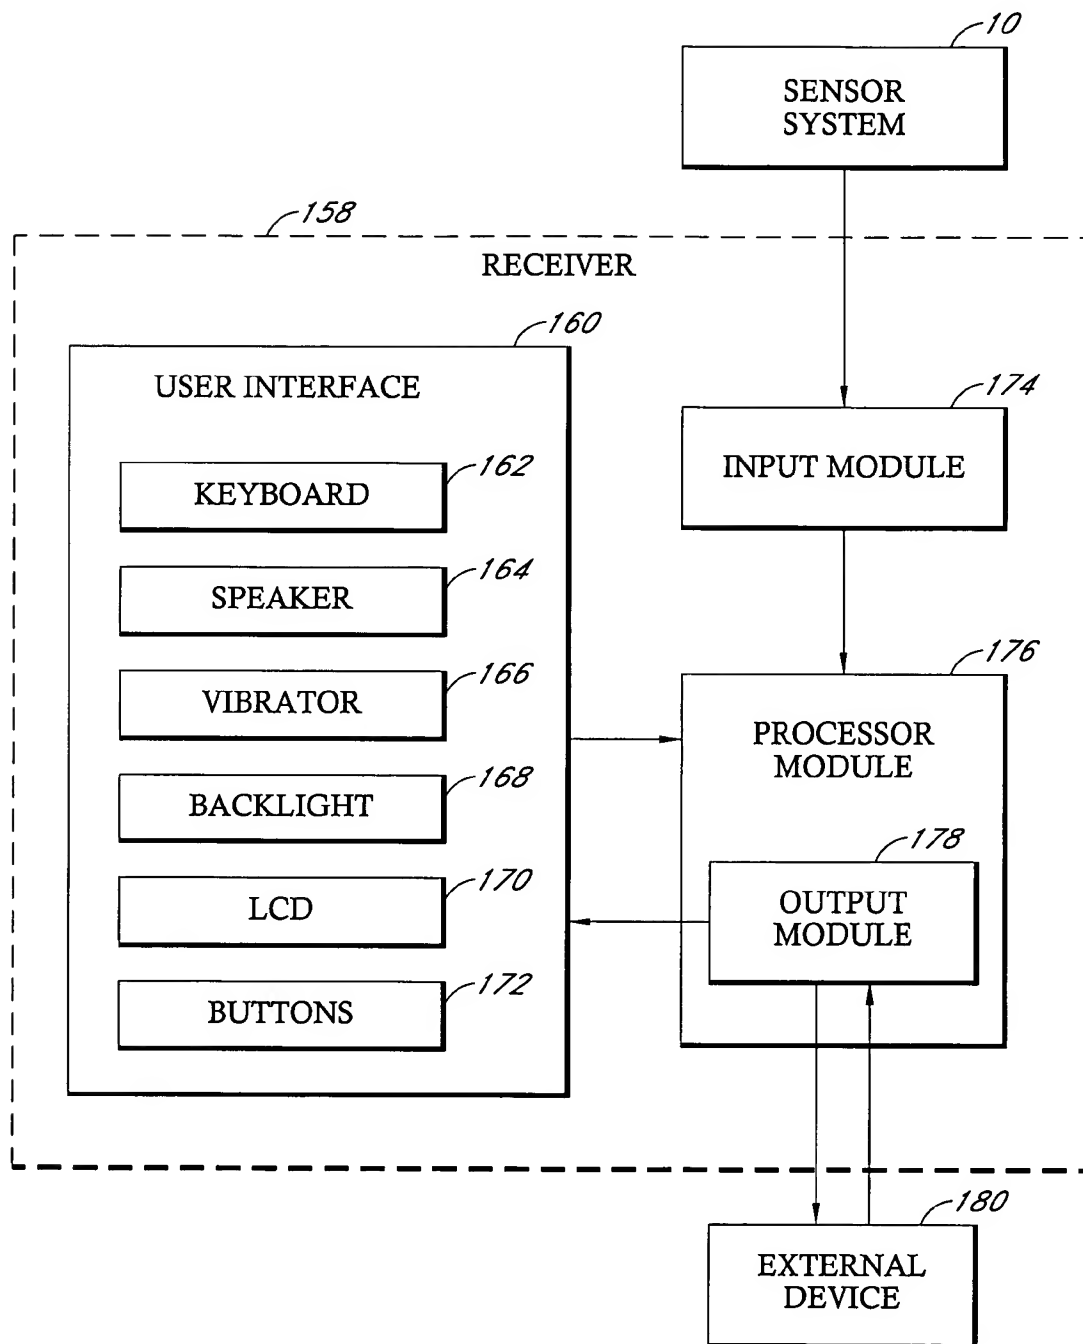 10
SENSOR
SYSTEM
158
RECEIVER
160
USER INTERFACE
174
INPUT MODULE
162
KEYBOARD
164
SPEAKER
166
VIBRATOR
176
PROCESSOR
MODULE
168
BACKLIGHT
178
OUTPUT
MODULE
170
LCD
172
BUTTONS
180
EXTERNAL
DEVICE